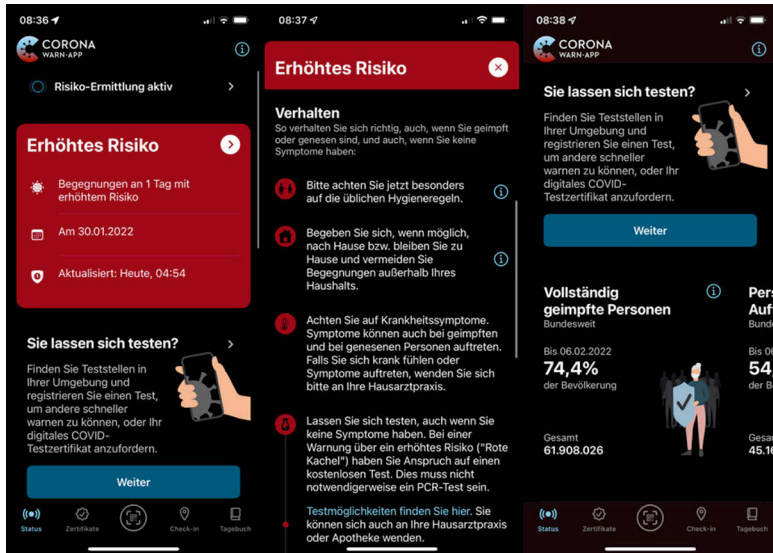 08:36
CORONA
WARN-APP
Risiko-Ermittlung aktiv
Erhöhtes Risiko
Begegnungen an 1 Tag mit
erhöhtem Risiko
Am 30.01.2022
Aktualisiert: Heute, 04:54
Sie lassen sich testen?
Finden Sie Teststellen in
Ihrer Umgebung und
registrieren Sie einen Test,
um andere schneller
warnen zu können, oder Ihr
digitales COVID-
Testzertifikat anzufordern.
Weiter
Status
Zertifikate
Check-in
Tagebuch
08:37
Erhöhtes Risiko
Verhalten
So verhalten Sie sich richtig, auch, wenn Sie geimpft
oder genesen sind, und auch, wenn Sie keine
Symptome haben:
Bitte achten Sie jetzt besonders
auf die üblichen Hygieneregeln.
Begeben Sie sich, wenn möglich,
nach Hause bzw. bleiben Sie zu
Hause und vermeiden Sie
Begegnungen außerhalb Ihres
Haushalts.
Achten Sie auf Krankheitssymptome.
Symptome können auch bei geimpften
und bei genesenen Personen auftreten.
Falls Sie sich krank fühlen oder
Symptome auftreten, wenden Sie sich
bitte an Ihre Hausarztpraxis.
Lassen Sie sich testen, auch wenn Sie
keine Symptome haben. Bei einer
Warnung über ein erhöhtes Risiko ("Rote
Kachel") haben Sie Anspruch auf einen
kostenlosen Test. Dies muss nicht
notwendigerweise ein PCR-Test sein.
Testmöglichkeiten finden Sie hier. Sie
können sich auch an Ihre Hausarztpraxis
oder Apotheke wenden.
08:38
CORONA
WARN-APP
Sie lassen sich testen?
Finden Sie Teststellen in
Ihrer Umgebung und
registrieren Sie einen Test,
um andere schneller
warnen zu können, oder Ihr
digitales COVID-
Testzertifikat anzufordern.
Weiter
Vollständig
geimpfte Personen
Bundesweit
Bis 06.02.2022
74,4%
der Bevölkerung
Gesamt
61.908.026
Pers
Auf
Bunde
Bis 06
54,
der B
Gesa
45.16
Status
Zertifikate
Check-in
Tagebuch